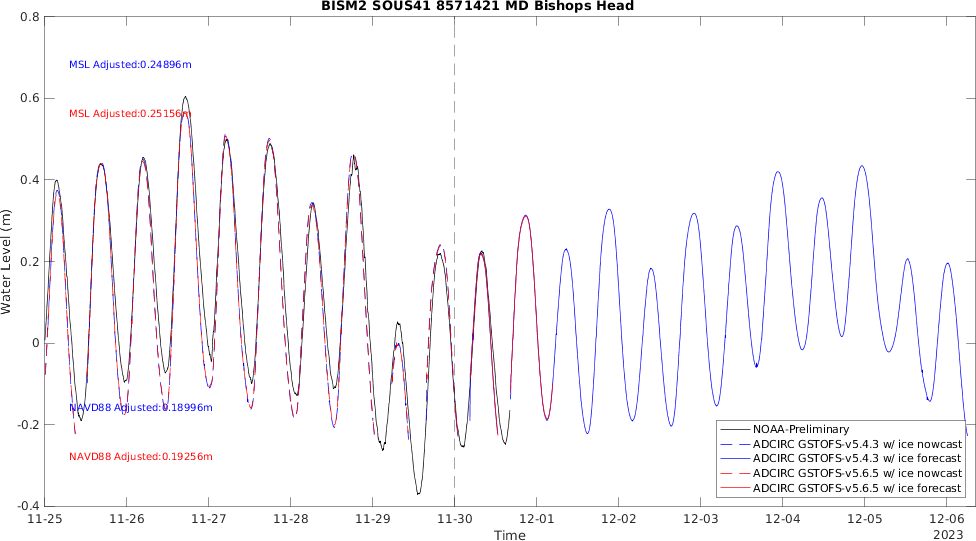 BISM2 SOUS41 8571421 MD Bishops Head
Water Level (m)
0.8
0.6
0.4
0.2
0
-0.2
-0.4
MSL Adjusted:0.24896m
MSL Adjusted:0.25156m
NAVD88 Adjusted:0.18996m
NAVD88 Adjusted:0.19256m
NOAA-Preliminary
ADCIRC GSTOFS-v5.4.3 w/ ice nowcast
ADCIRC GSTOFS-v5.4.3 w/ ice forecast
ADCIRC GSTOFS-v5.6.5 w/ ice nowcast
ADCIRC GSTOFS-v5.6.5 w/ ice forecast
11-25 11-26 11-27 11-28 11-29 11-30 12-01 12-02 12-03 12-04 12-05 12-06
Time 2023